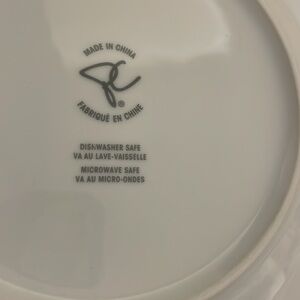 MADE IN CHINA
®
FABRIQUÉ EN CHINE
DISHWASHER SAFE
VA AU LAVE-VAISSELLE
MICROWAVE SAFE
VA AU MICRO-ONDES